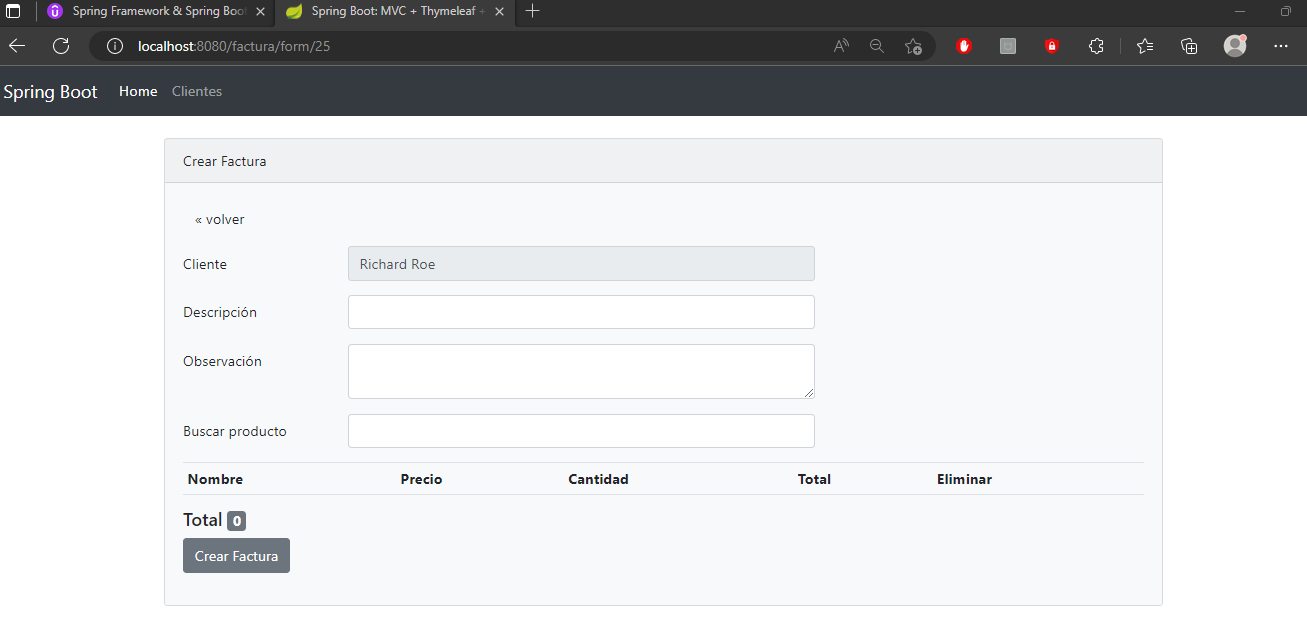 Spring Framework & Spring Boot
Spring Boot: MVC + Thymeleaf +
localhost:8080/factura/form/25
Spring Boot Home Clientes
Crear Factura
« volver
Cliente Richard Roe
Descripción
Observación
Buscar producto
Nombre Precio Cantidad Total Eliminar
Total 0
Crear Factura